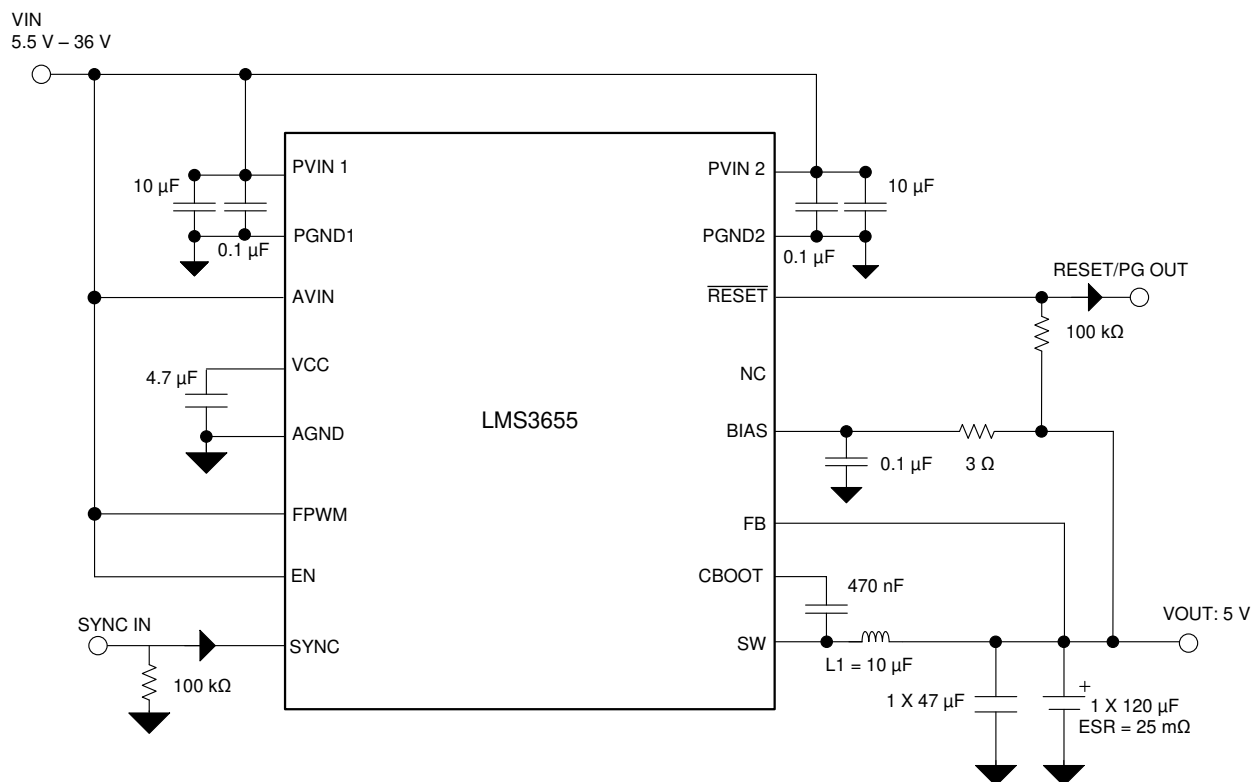 VIN
5.5 V – 36 V
PVIN 1
PVIN 2
10 µF
10 µF
PGND1
PGND2
0.1 µF
0.1 µF
RESET/PG OUT
AVIN
RESET
100 kΩ
VCC
NC
4.7 µF
LMS3655
AGND
BIAS
0.1 µF
3 Ω
FPWM
FB
EN
CBOOT
470 nF
SYNC IN
VOUT: 5 V
SYNC
SW
L1 = 10 µF
100 kΩ
1 X 47 µF
+
1 X 120 µF
ESR = 25 mΩ